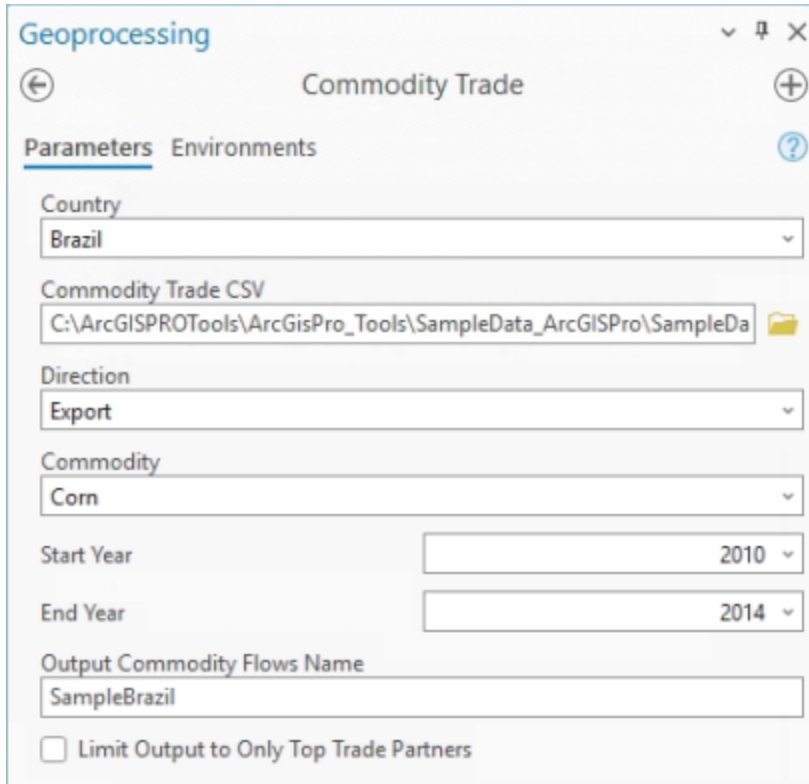 Geoprocessing
Commodity Trade
Parameters Environments
Country
Brazil
Commodity Trade CSV
C:\ArcGISPROTools\ArcGisPro_Tools\SampleData_ArcGISPro\SampleDa
Direction
Export
Commodity
Corn
Start Year 2010
End Year 2014
Output Commodity Flows Name
SampleBrazil
Limit Output to Only Top Trade Partners